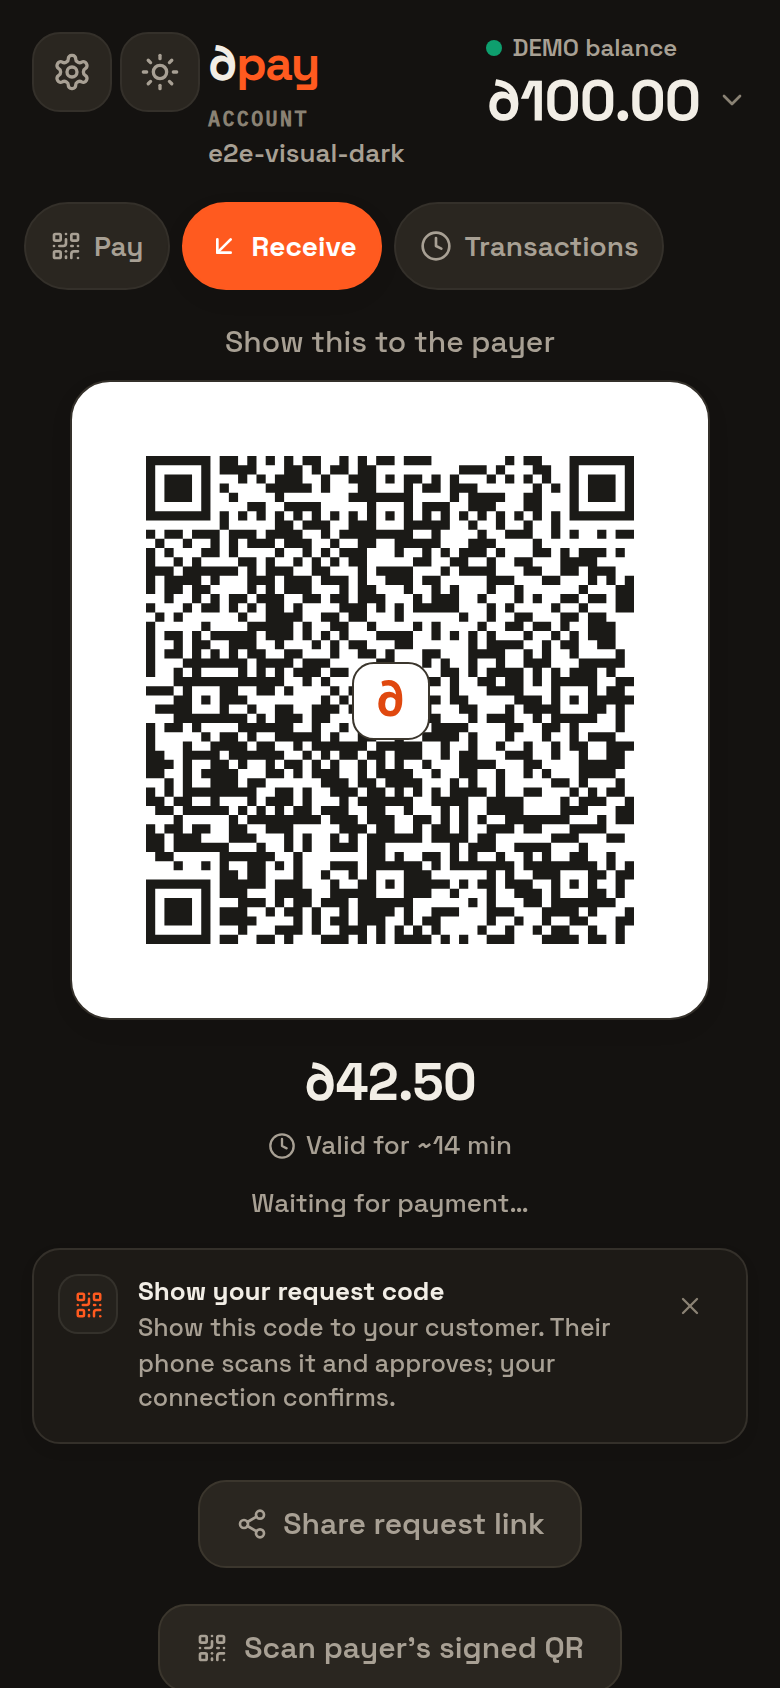 ∂pay
ACCOUNT
e2e-visual-dark
DEMO balance
∂100.00
Pay
Receive
Transactions
Show this to the payer
∂
∂42.50
Valid for ~14 min
Waiting for payment…
Show your request code
Show this code to your customer. Their
phone scans it and approves; your
connection confirms.
Share request link
Scan payer’s signed QR